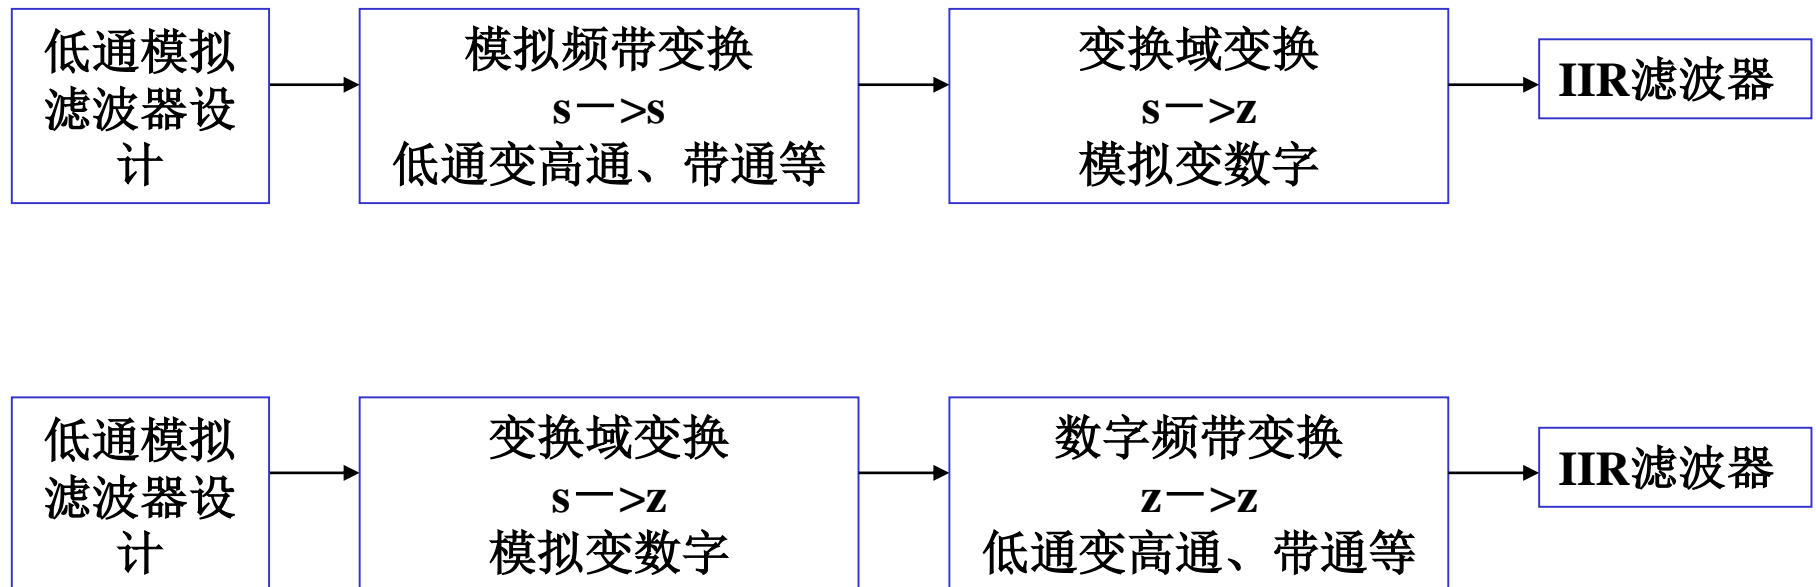 低通模拟
滤波器设
计
模拟频带变换
s—>s
低通变高通、带通等
变换域变换
s—>z
模拟变数字
IIR滤波器
低通模拟
滤波器设
计
变换域变换
s—>z
模拟变数字
数字频带变换
z—>z
低通变高通、带通等
IIR滤波器